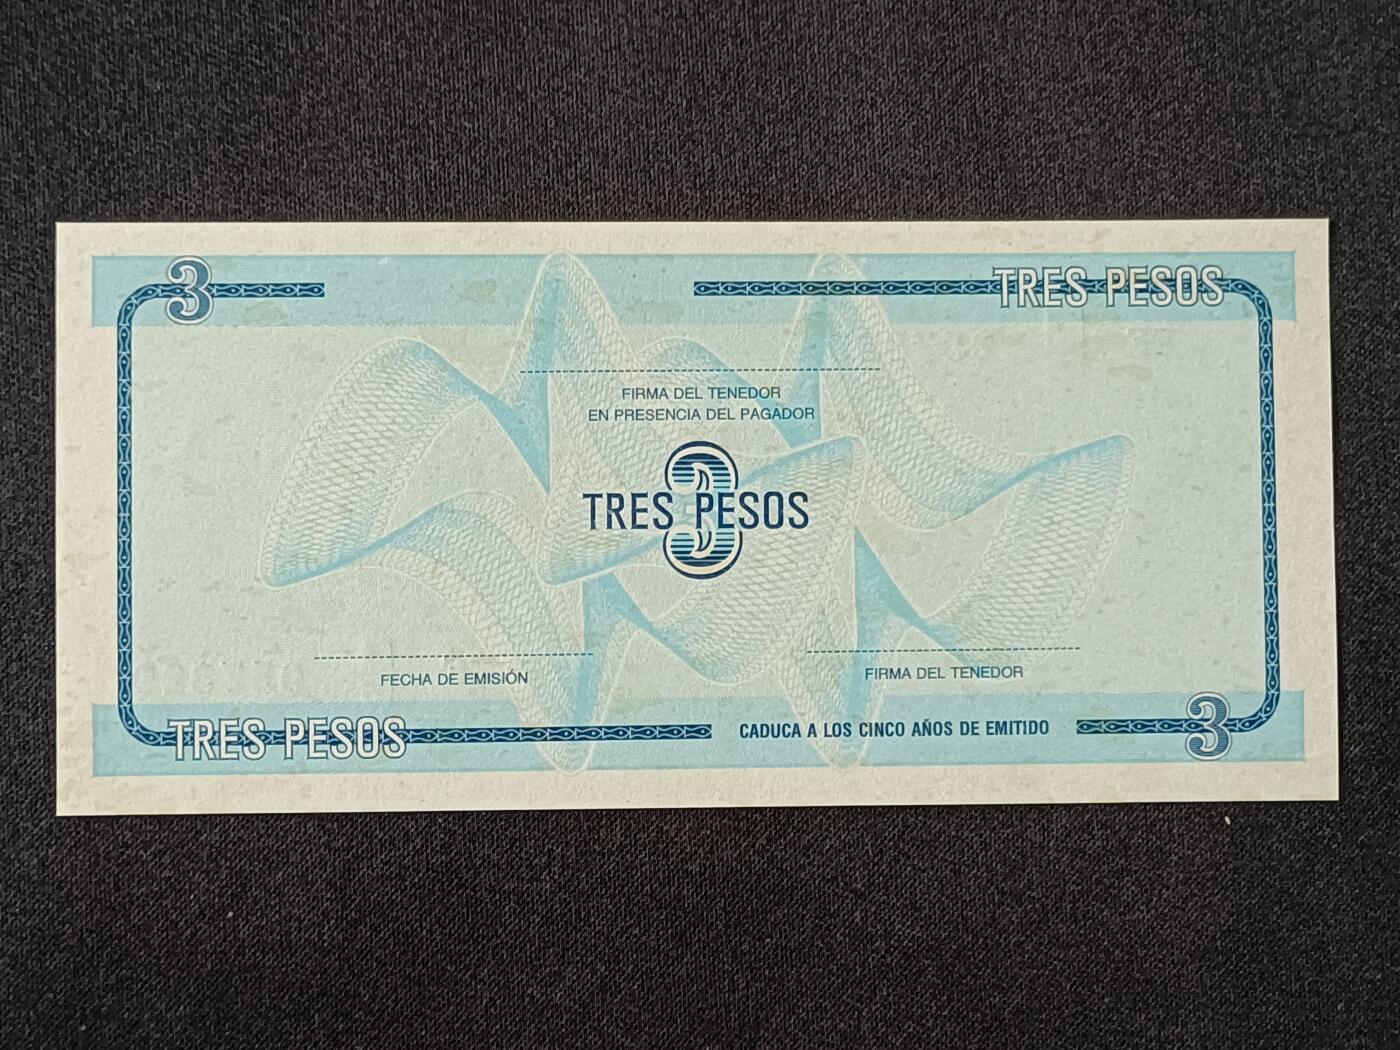 3
TRES PESOS
FIRMA DEL TENEDOR
EN PRESENCIA DEL PAGADOR
3
TRES PESOS
FECHA DE EMISIÓN
FIRMA DEL TENEDOR
TRES PESOS
CADUCA A LOS CINCO AÑOS DE EMITIDO
3